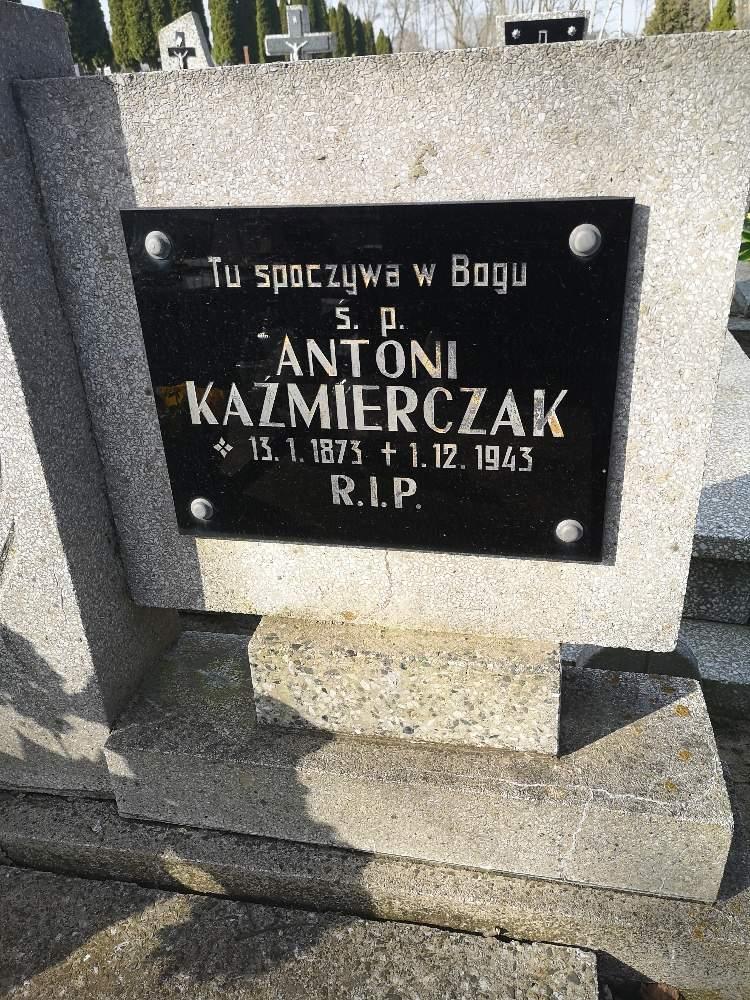 Tu spoczywa w Bogu
ś. p.
ANTONI
KAŹMIERCZAK
13. 1. 1873 + 1. 12. 1943
R.I.P.